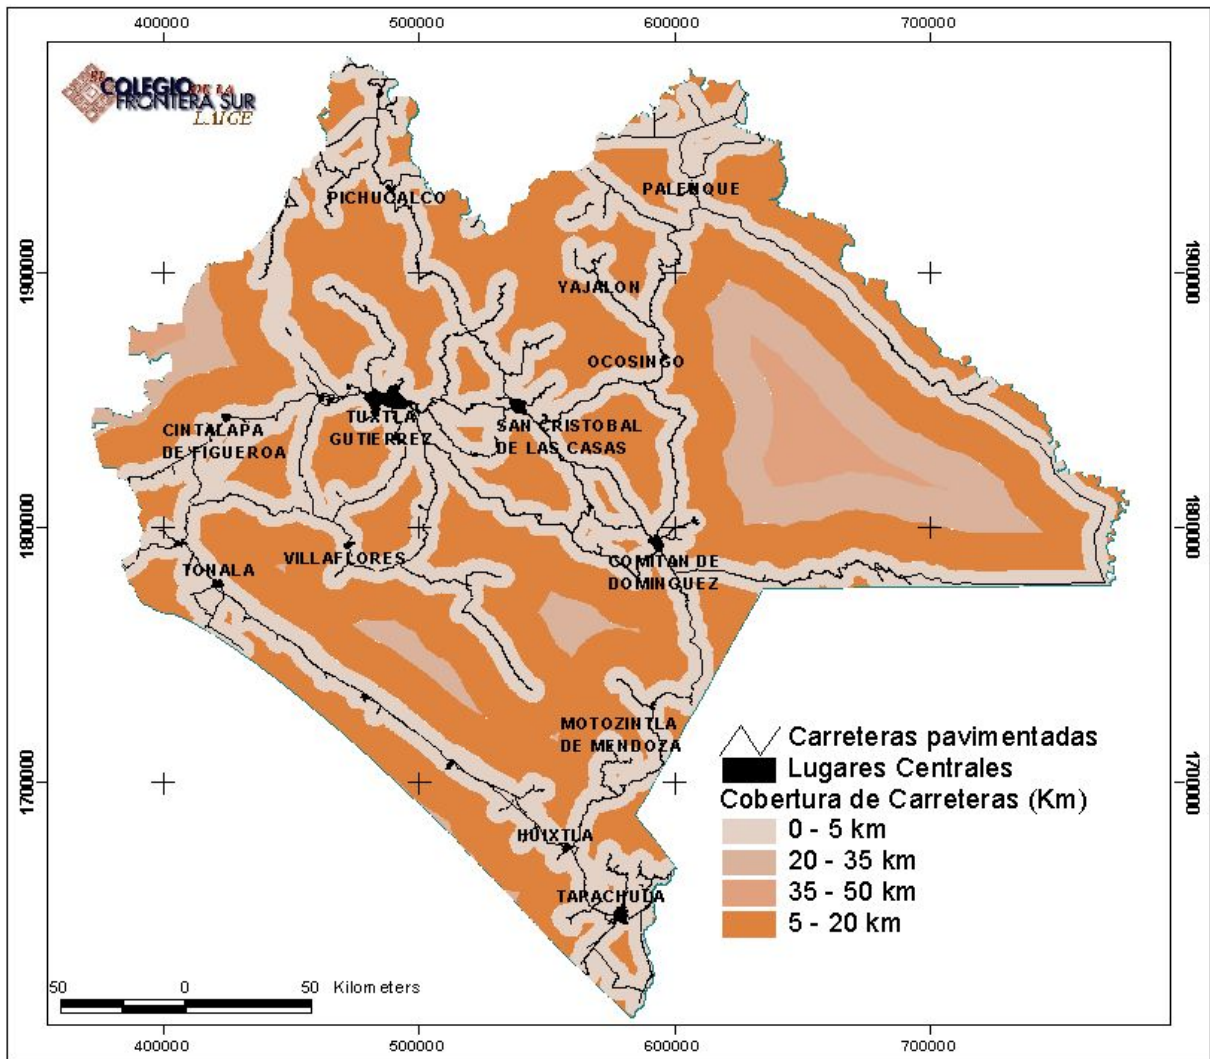 400000 500000 600000 700000
EL COLEGIO DE LA
FRONTERA SUR
LAIGE
PICHUCALCO
PALENQUE
1900000
1900000
YAJALON
OCOSINGO
CINTALAPA
DE FIGUEROA
TUXTLA
GUTIERREZ
SAN CRISTOBAL
DE LAS CASAS
1800000
1800000
VILLAFLORES
TONALA
COMITAN DE
DOMINGUEZ
MOTOZINTLA
DE MENDOZA
1700000
1700000
HUIXTLA
TAPACHULA
Carreteras pavimentadas
Lugares Centrales
Cobertura de Carreteras (Km)
0 - 5 km
20 - 35 km
35 - 50 km
5 - 20 km
50 0 50 Kilometers
400000 500000 600000 700000